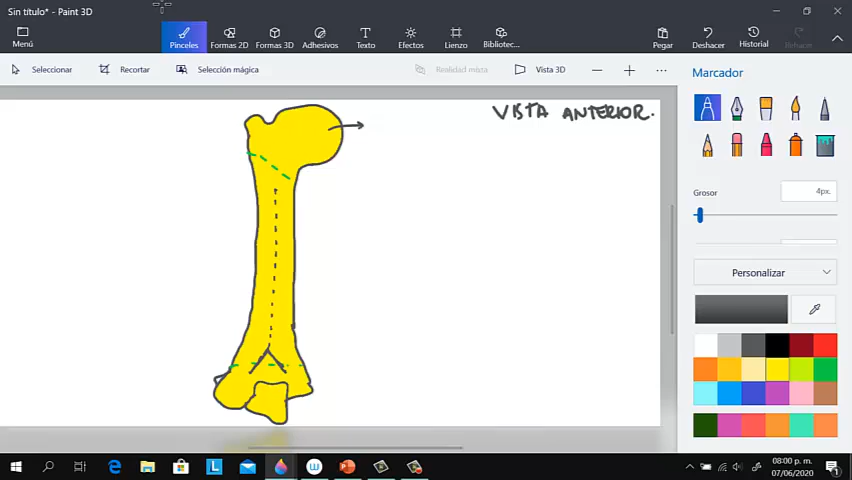 Sin título* - Paint 3D
Menú
Pinceles
Formas 2D
Formas 3D
Adhesivos
Texto
Efectos
Lienzo
Bibliotec...
Pegar
Deshacer
Historial
Rehacer
Seleccionar
Recortar
Selección mágica
Realidad mixta
Vista 3D
Marcador
VISTA ANTERIOR.
Grosor
4px.
Personalizar
08:00 p. m.
07/06/2020